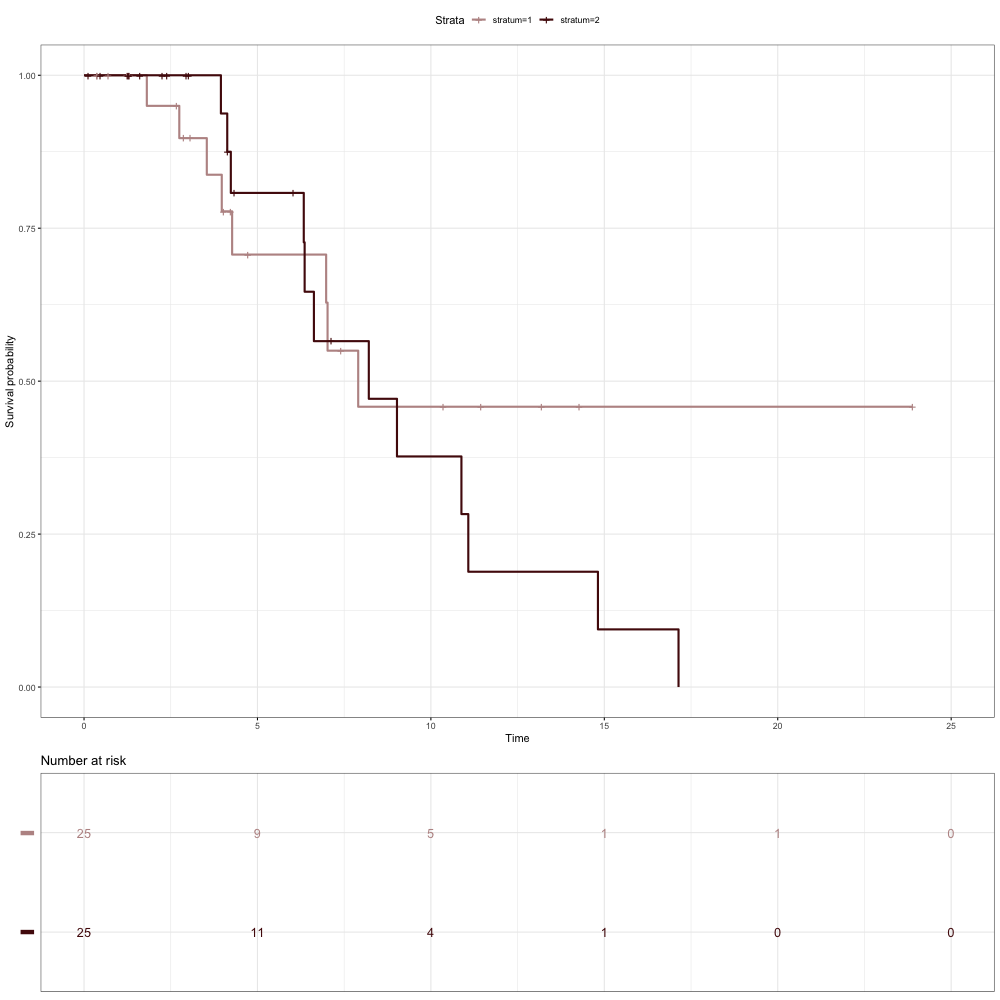 Strata stratum=1 stratum=2
1.00
0.75
0.50
0.25
0.00
Survival probability
0 5 10 15 20 25
Time
Number at risk
25 9 5 1 1 0
25 11 4 1 0 0